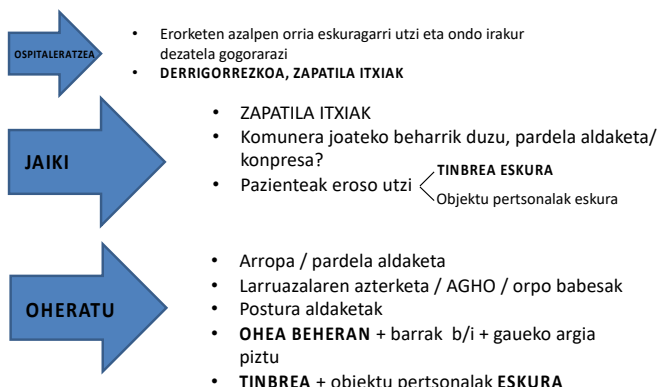 OSPITALERATZEA
• Erorketen azalpen orria eskuragarri utzi eta ondo irakur
dezatela gogorarazi
• DERRIGORREZKOA, ZAPATILA ITXIAK
JAIKI
• ZAPATILA ITXIAK
• Komunera joateko beharrik duzu, pardela aldaketa/
konpresa?
• Pazienteak eroso utzi
TINBREA ESKURA
Objektu pertsonalak eskura
OHERATU
• Arropa / pardela aldaketa
• Larruazalaren azterketa / AGHO / orpo babesak
• Postura aldaketak
• OHEA BEHERAN + barrak b/i + gaueko argia
piztu
• TINBREA + objektu pertsonalak ESKURA